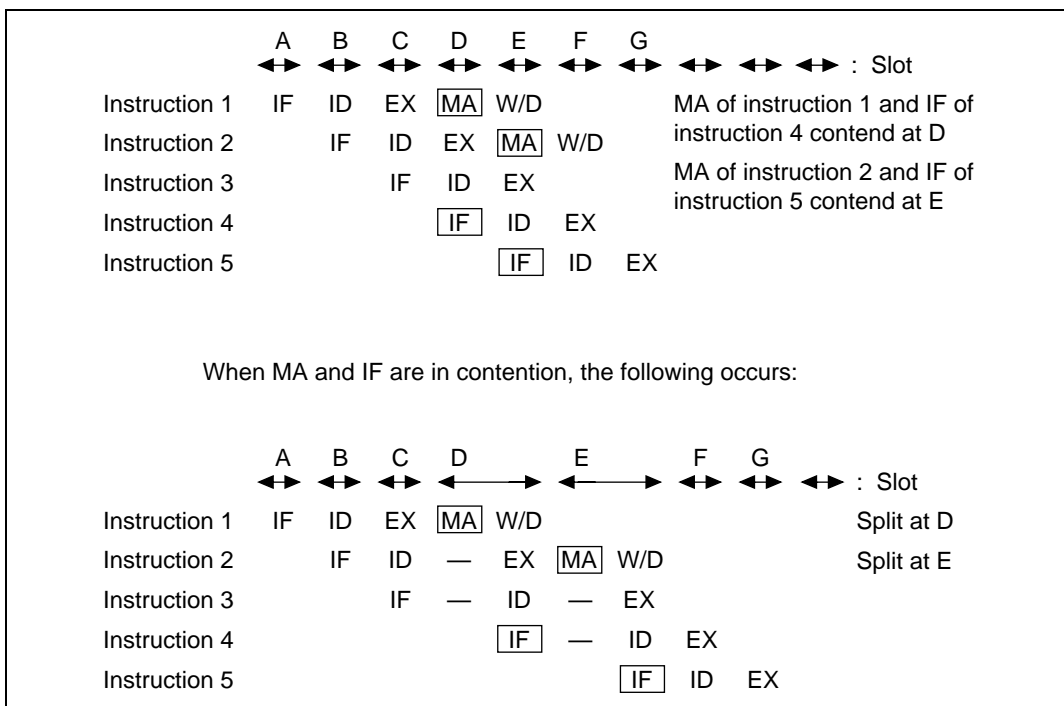 A B C D E F G
: Slot
Instruction 1 IF ID EX MA W/D MA of instruction 1 and IF of
instruction 4 contend at D
Instruction 2 IF ID EX MA W/D
MA of instruction 2 and IF of
instruction 5 contend at E
Instruction 3 IF ID EX
Instruction 4 IF ID EX
Instruction 5 IF ID EX
When MA and IF are in contention, the following occurs:
A B C D E F G
: Slot
Instruction 1 IF ID EX MA W/D Split at D
Instruction 2 IF ID — EX MA W/D Split at E
Instruction 3 IF — ID — EX
Instruction 4 IF — ID EX
Instruction 5 IF ID EX